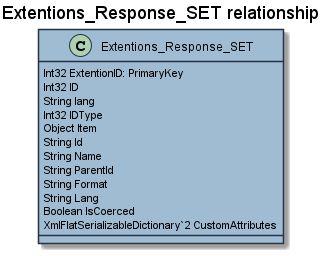 Extentions_Response_SET relationship
C Extentions_Response_SET
Int32 ExtentionID: PrimaryKey
Int32 ID
String lang
Int32 IDType
Object Item
String Id
String Name
String ParentId
String Format
String Lang
Boolean IsCoerced
XmlFlatSerializableDictionary`2 CustomAttributes